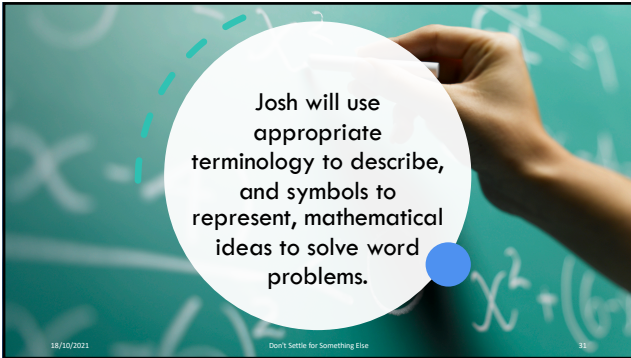 Josh will use
appropriate
terminology to describe,
and symbols to
represent, mathematical
ideas to solve word
problems.
18/10/2021
Don't Settle for Something Else
31